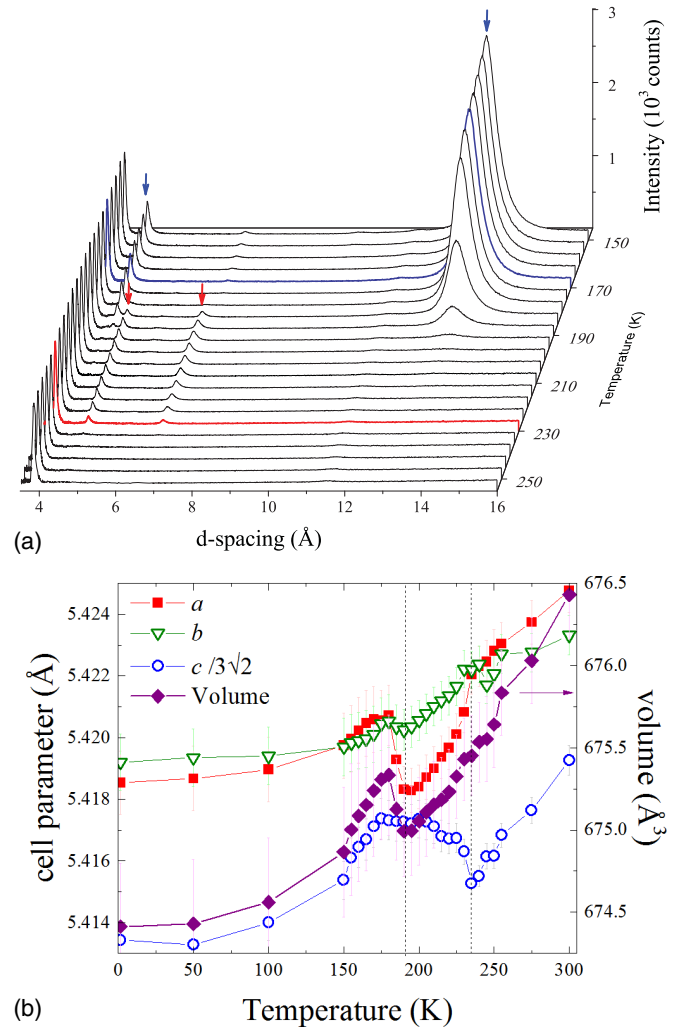 3
2
1
Intensity (10³ counts)
150
170
190
210
230
250
Temperature (K)
4 6 8 10 12 14 16
d-spacing (Å)
(a)
5.424
5.422
5.420
5.418
5.416
5.414
cell parameter (Å)
a
b
c /3√2
Volume
676.5
676.0
675.5
675.0
674.5
volume (Å³)
0 50 100 150 200 250 300
Temperature (K)
(b)